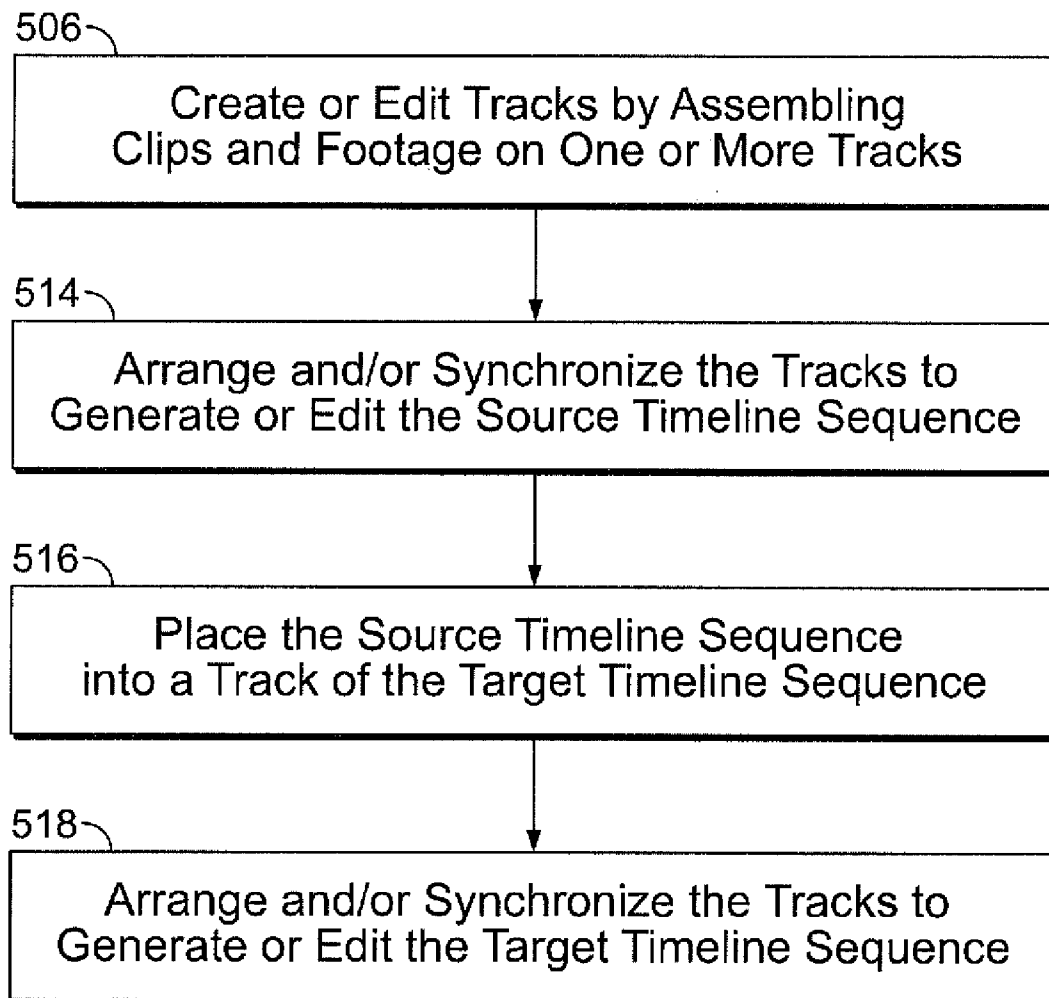 506
Create or Edit Tracks by Assembling
Clips and Footage on One or More Tracks
514
Arrange and/or Synchronize the Tracks to
Generate or Edit the Source Timeline Sequence
516
Place the Source Timeline Sequence
into a Track of the Target Timeline Sequence
518
Arrange and/or Synchronize the Tracks to
Generate or Edit the Target Timeline Sequence